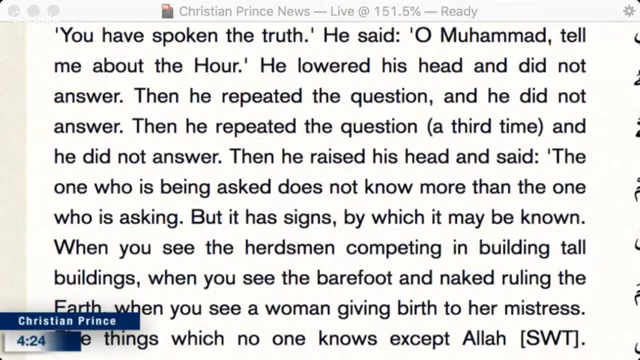 Christian Prince News — Live @ 151.5% — Ready
'You have spoken the truth.' He said: 'O Muhammad, tell
me about the Hour.' He lowered his head and did not
answer. Then he repeated the question, and he did not
answer. Then he repeated the question (a third time) and
he did not answer. Then he raised his head and said: 'The
one who is being asked does not know more than the one
who is asking. But it has signs, by which it may be known.
When you see the herdsmen competing in building tall
buildings, when you see the barefoot and naked ruling the
Earth, when you see a woman giving birth to her mistress.
things which no one knows except Allah [SWT].
Christian Prince
4:24